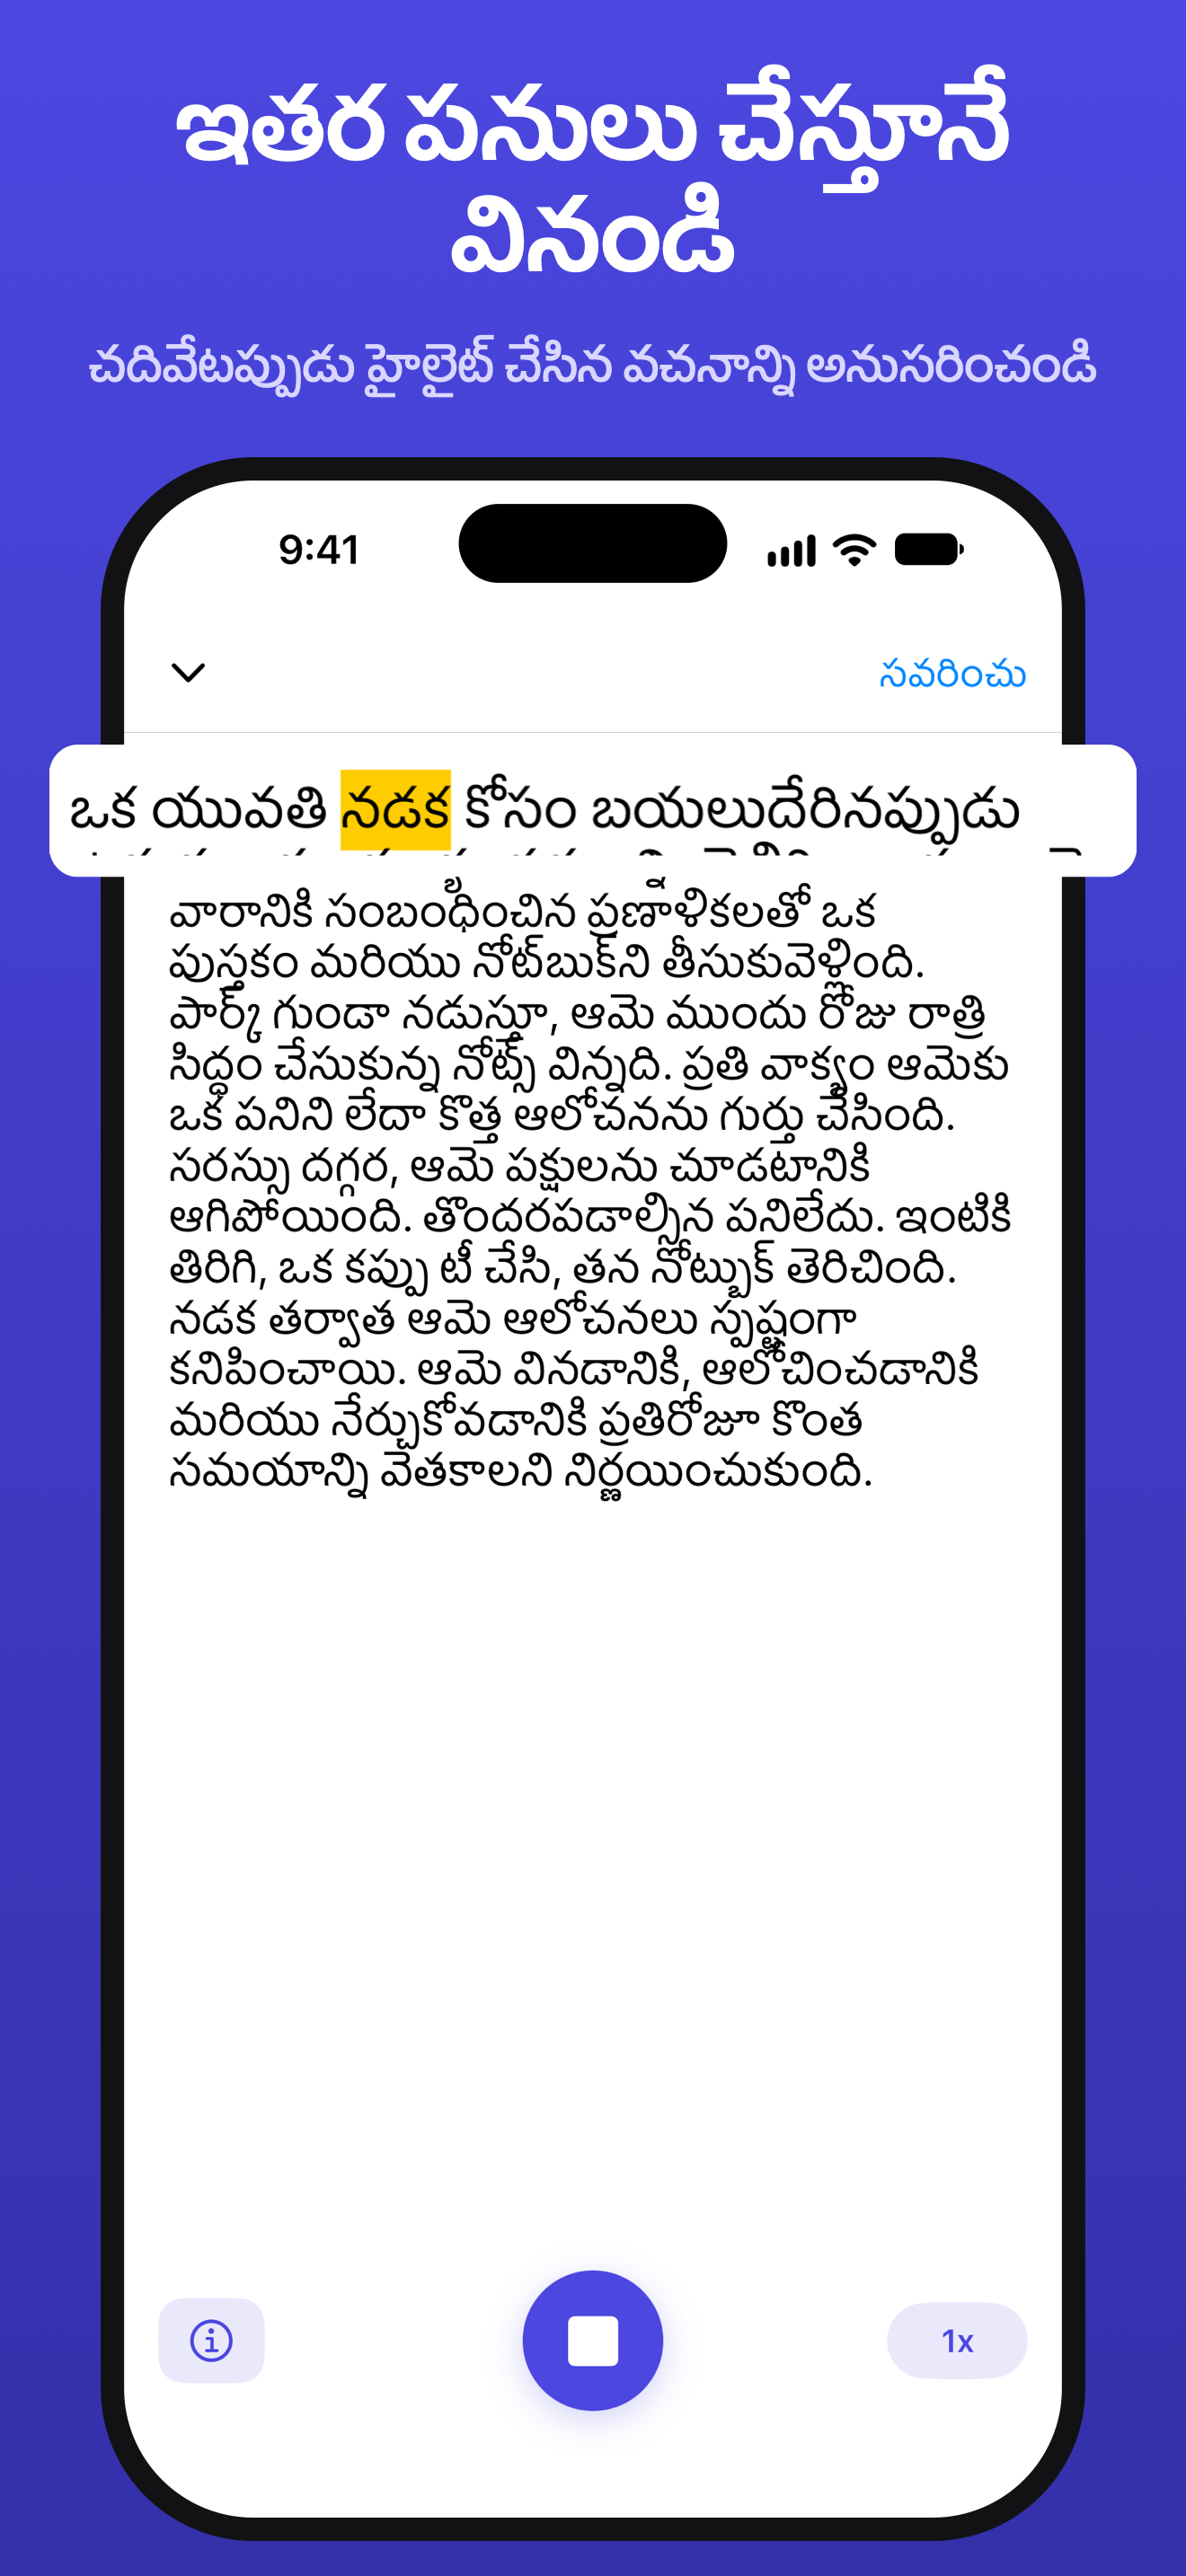 ఇతర పనులు చేస్తూనే
వినండి
చదివేటప్పుడు హైలైట్ చేసిన వచనాన్ని అనుసరించండి
9:41
సవరించు
ఒక యువతి నడక కోసం బయలుదేరినప్పుడు
వారానికి సంబంధించిన ప్రణాళికలతో ఒక
పుస్తకం మరియు నోట్‌బుక్‌ని తీసుకువెళ్లింది.
పార్క్ గుండా నడుస్తూ, ఆమె ముందు రోజు రాత్రి
సిద్ధం చేసుకున్న నోట్స్ విన్నది. ప్రతి వాక్యం ఆమెకు
ఒక పనిని లేదా కొత్త ఆలోచనను గుర్తు చేసింది.
సరస్సు దగ్గర, ఆమె పక్షులను చూడటానికి
ఆగిపోయింది. తొందరపడాల్సిన పనిలేదు. ఇంటికి
తిరిగి, ఒక కప్పు టీ చేసి, తన నోట్బుక్ తెరిచింది.
నడక తర్వాత ఆమె ఆలోచనలు స్పష్టంగా
కనిపించాయి. ఆమె వినడానికి, ఆలోచించడానికి
మరియు నేర్చుకోవడానికి ప్రతిరోజూ కొంత
సమయాన్ని వెతకాలని నిర్ణయించుకుంది.
1x